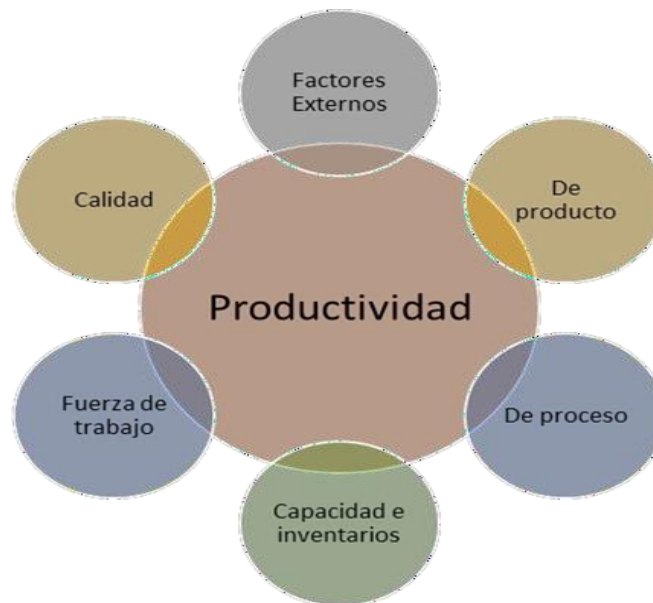 Factores
Externos
De
producto
De proceso
Capacidad e
inventarios
Fuerza de
trabajo
Calidad
Productividad